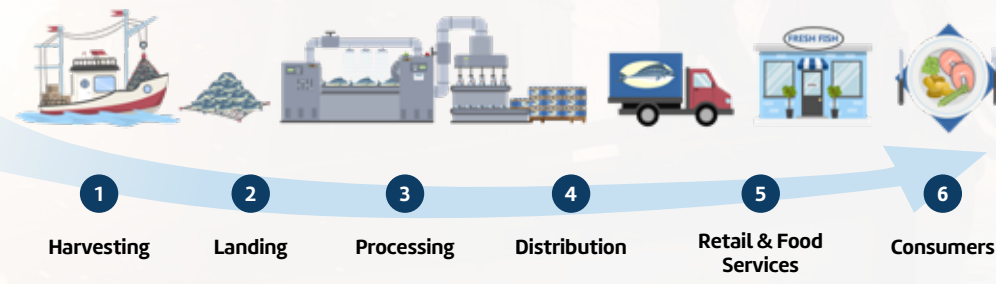 FRESH FISH
1
2
3
4
5
6
Harvesting
Landing
Processing
Distribution
Retail & Food
Services
Consumers